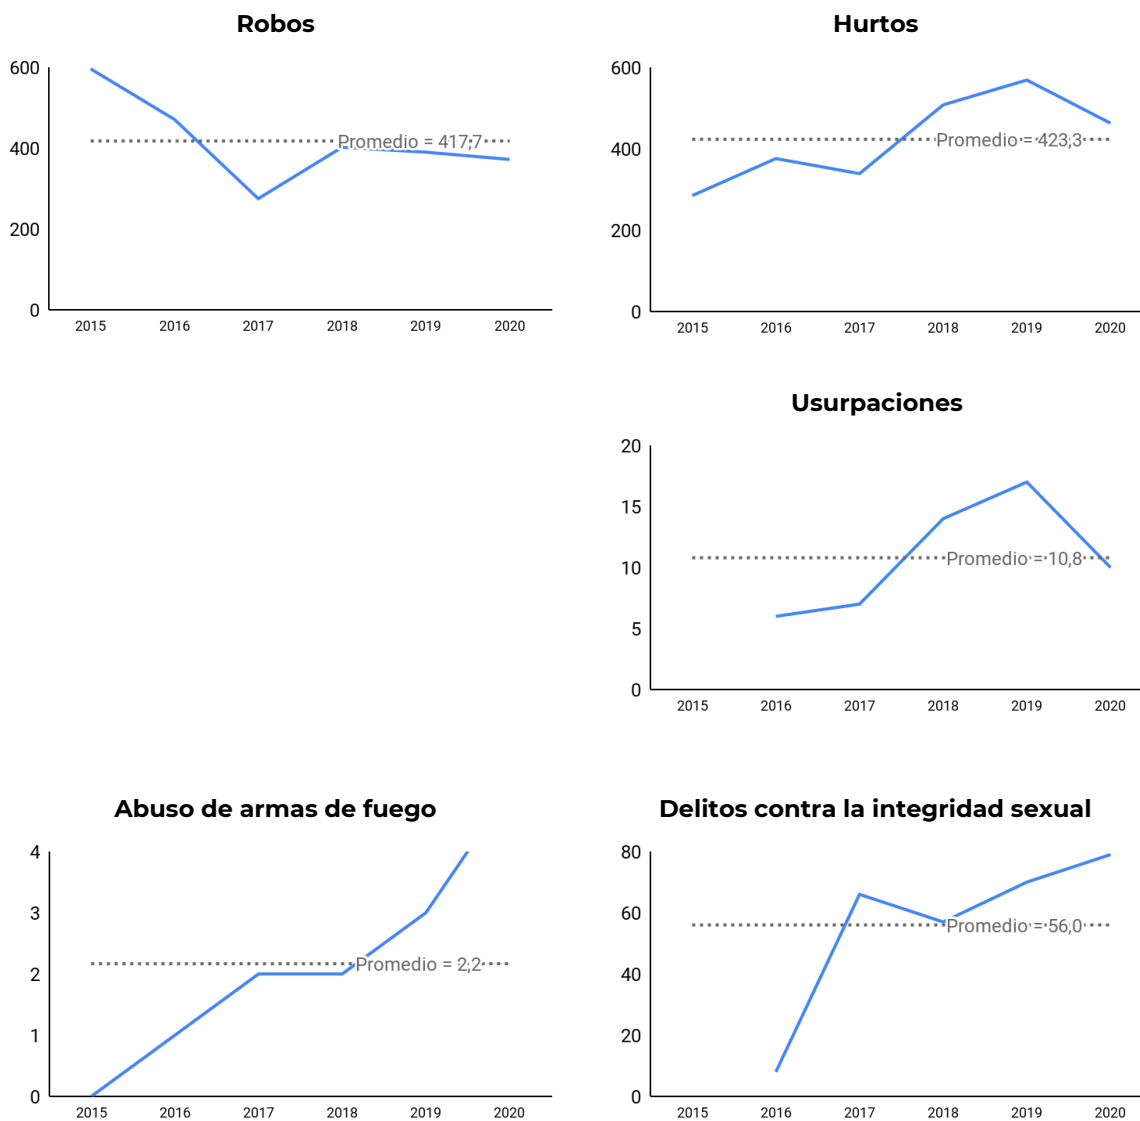 Robos
600
400
200
0
Promedio = 417,7
2015 2016 2017 2018 2019 2020
Hurtos
600
400
200
0
Promedio = 423,3
2015 2016 2017 2018 2019 2020
Usurpaciones
20
15
10
5
0
Promedio = 10,8
2015 2016 2017 2018 2019 2020
Abuso de armas de fuego
4
3
2
1
0
Promedio = 2,2
2015 2016 2017 2018 2019 2020
Delitos contra la integridad sexual
80
60
40
20
0
Promedio = 56,0
2015 2016 2017 2018 2019 2020